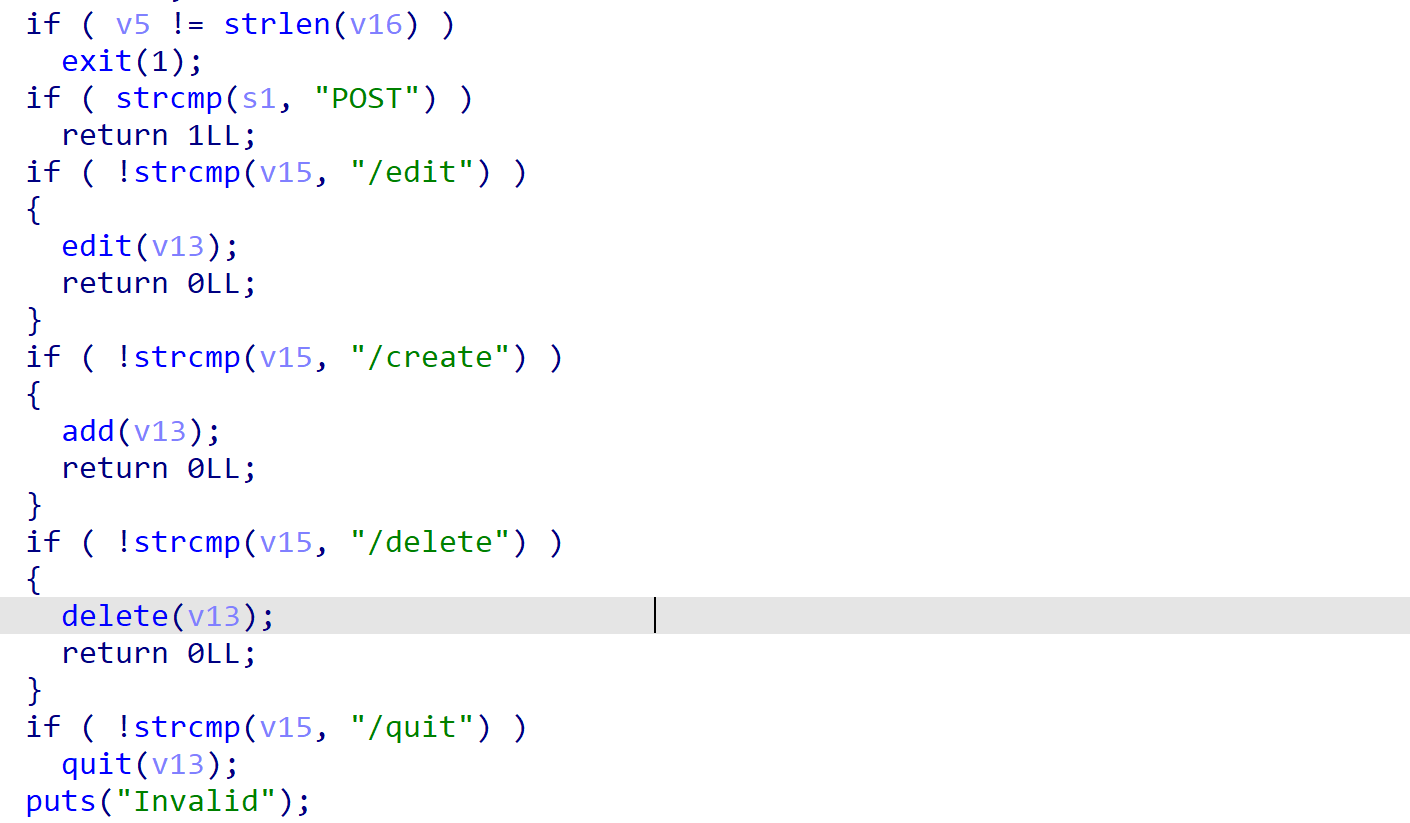 if ( v5 != strlen(v16) )
  exit(1);
if ( strcmp(s1, "POST") )
  return 1LL;
if ( !strcmp(v15, "/edit") )
{
  edit(v13);
  return 0LL;
}
if ( !strcmp(v15, "/create") )
{
  add(v13);
  return 0LL;
}
if ( !strcmp(v15, "/delete") )
{
  delete(v13);
  return 0LL;
}
if ( !strcmp(v15, "/quit") )
  quit(v13);
puts("Invalid");